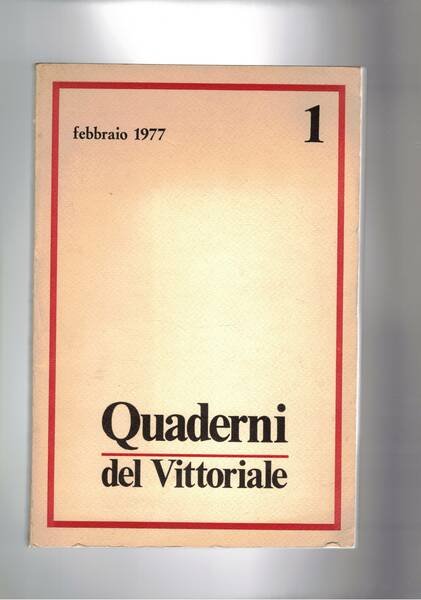 febbraio 1977
1
Quaderni
del Vittoriale